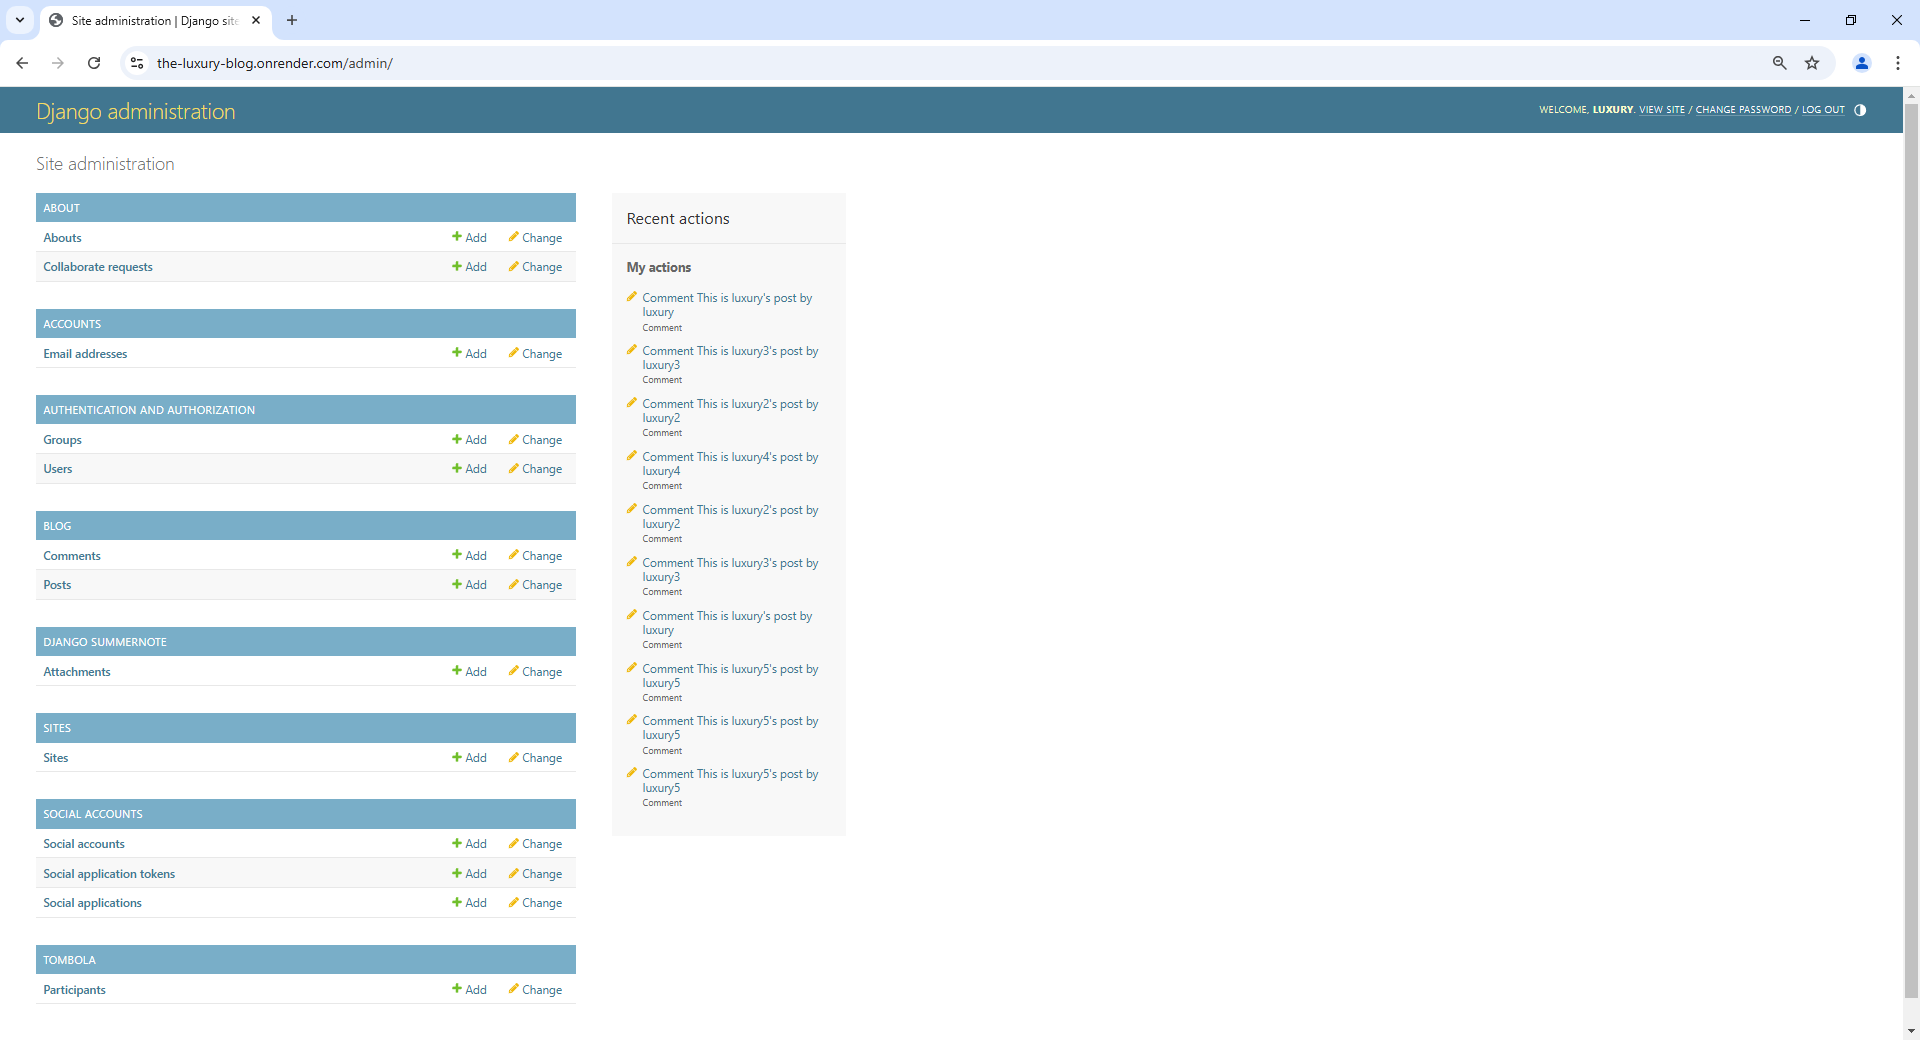 Site administration | Django site
the-luxury-blog.onrender.com/admin/
Django administration
WELCOME, LUXURY. VIEW SITE / CHANGE PASSWORD / LOG OUT
Site administration
ABOUT
Abouts Add Change
Collaborate requests Add Change
ACCOUNTS
Email addresses Add Change
AUTHENTICATION AND AUTHORIZATION
Groups Add Change
Users Add Change
BLOG
Comments Add Change
Posts Add Change
DJANGO SUMMERNOTE
Attachments Add Change
SITES
Sites Add Change
SOCIAL ACCOUNTS
Social accounts Add Change
Social application tokens Add Change
Social applications Add Change
TOMBOLA
Participants Add Change
Recent actions
My actions
Comment This is luxury's post by
luxury
Comment
Comment This is luxury3's post by
luxury3
Comment
Comment This is luxury2's post by
luxury2
Comment
Comment This is luxury4's post by
luxury4
Comment
Comment This is luxury2's post by
luxury2
Comment
Comment This is luxury3's post by
luxury3
Comment
Comment This is luxury's post by
luxury
Comment
Comment This is luxury5's post by
luxury5
Comment
Comment This is luxury5's post by
luxury5
Comment
Comment This is luxury5's post by
luxury5
Comment